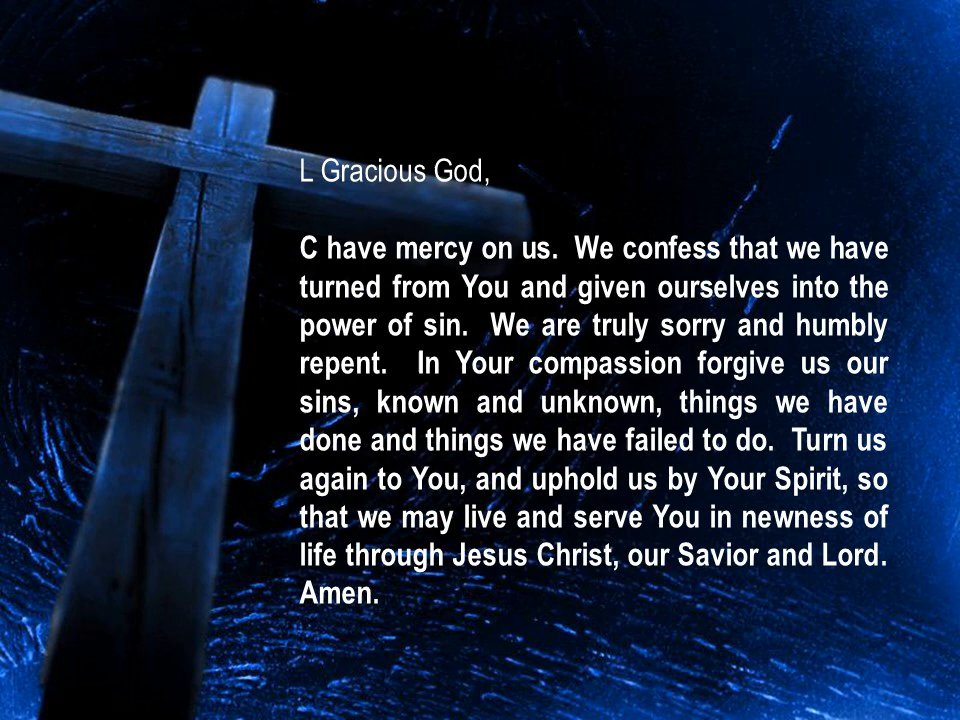 L Gracious God,
C have mercy on us.  We confess that we have
turned from You and given ourselves into the
power of sin.  We are truly sorry and humbly
repent.  In Your compassion forgive us our
sins, known and unknown, things we have
done and things we have failed to do.  Turn us
again to You, and uphold us by Your Spirit, so
that we may live and serve You in newness of
life through Jesus Christ, our Savior and Lord.
Amen.